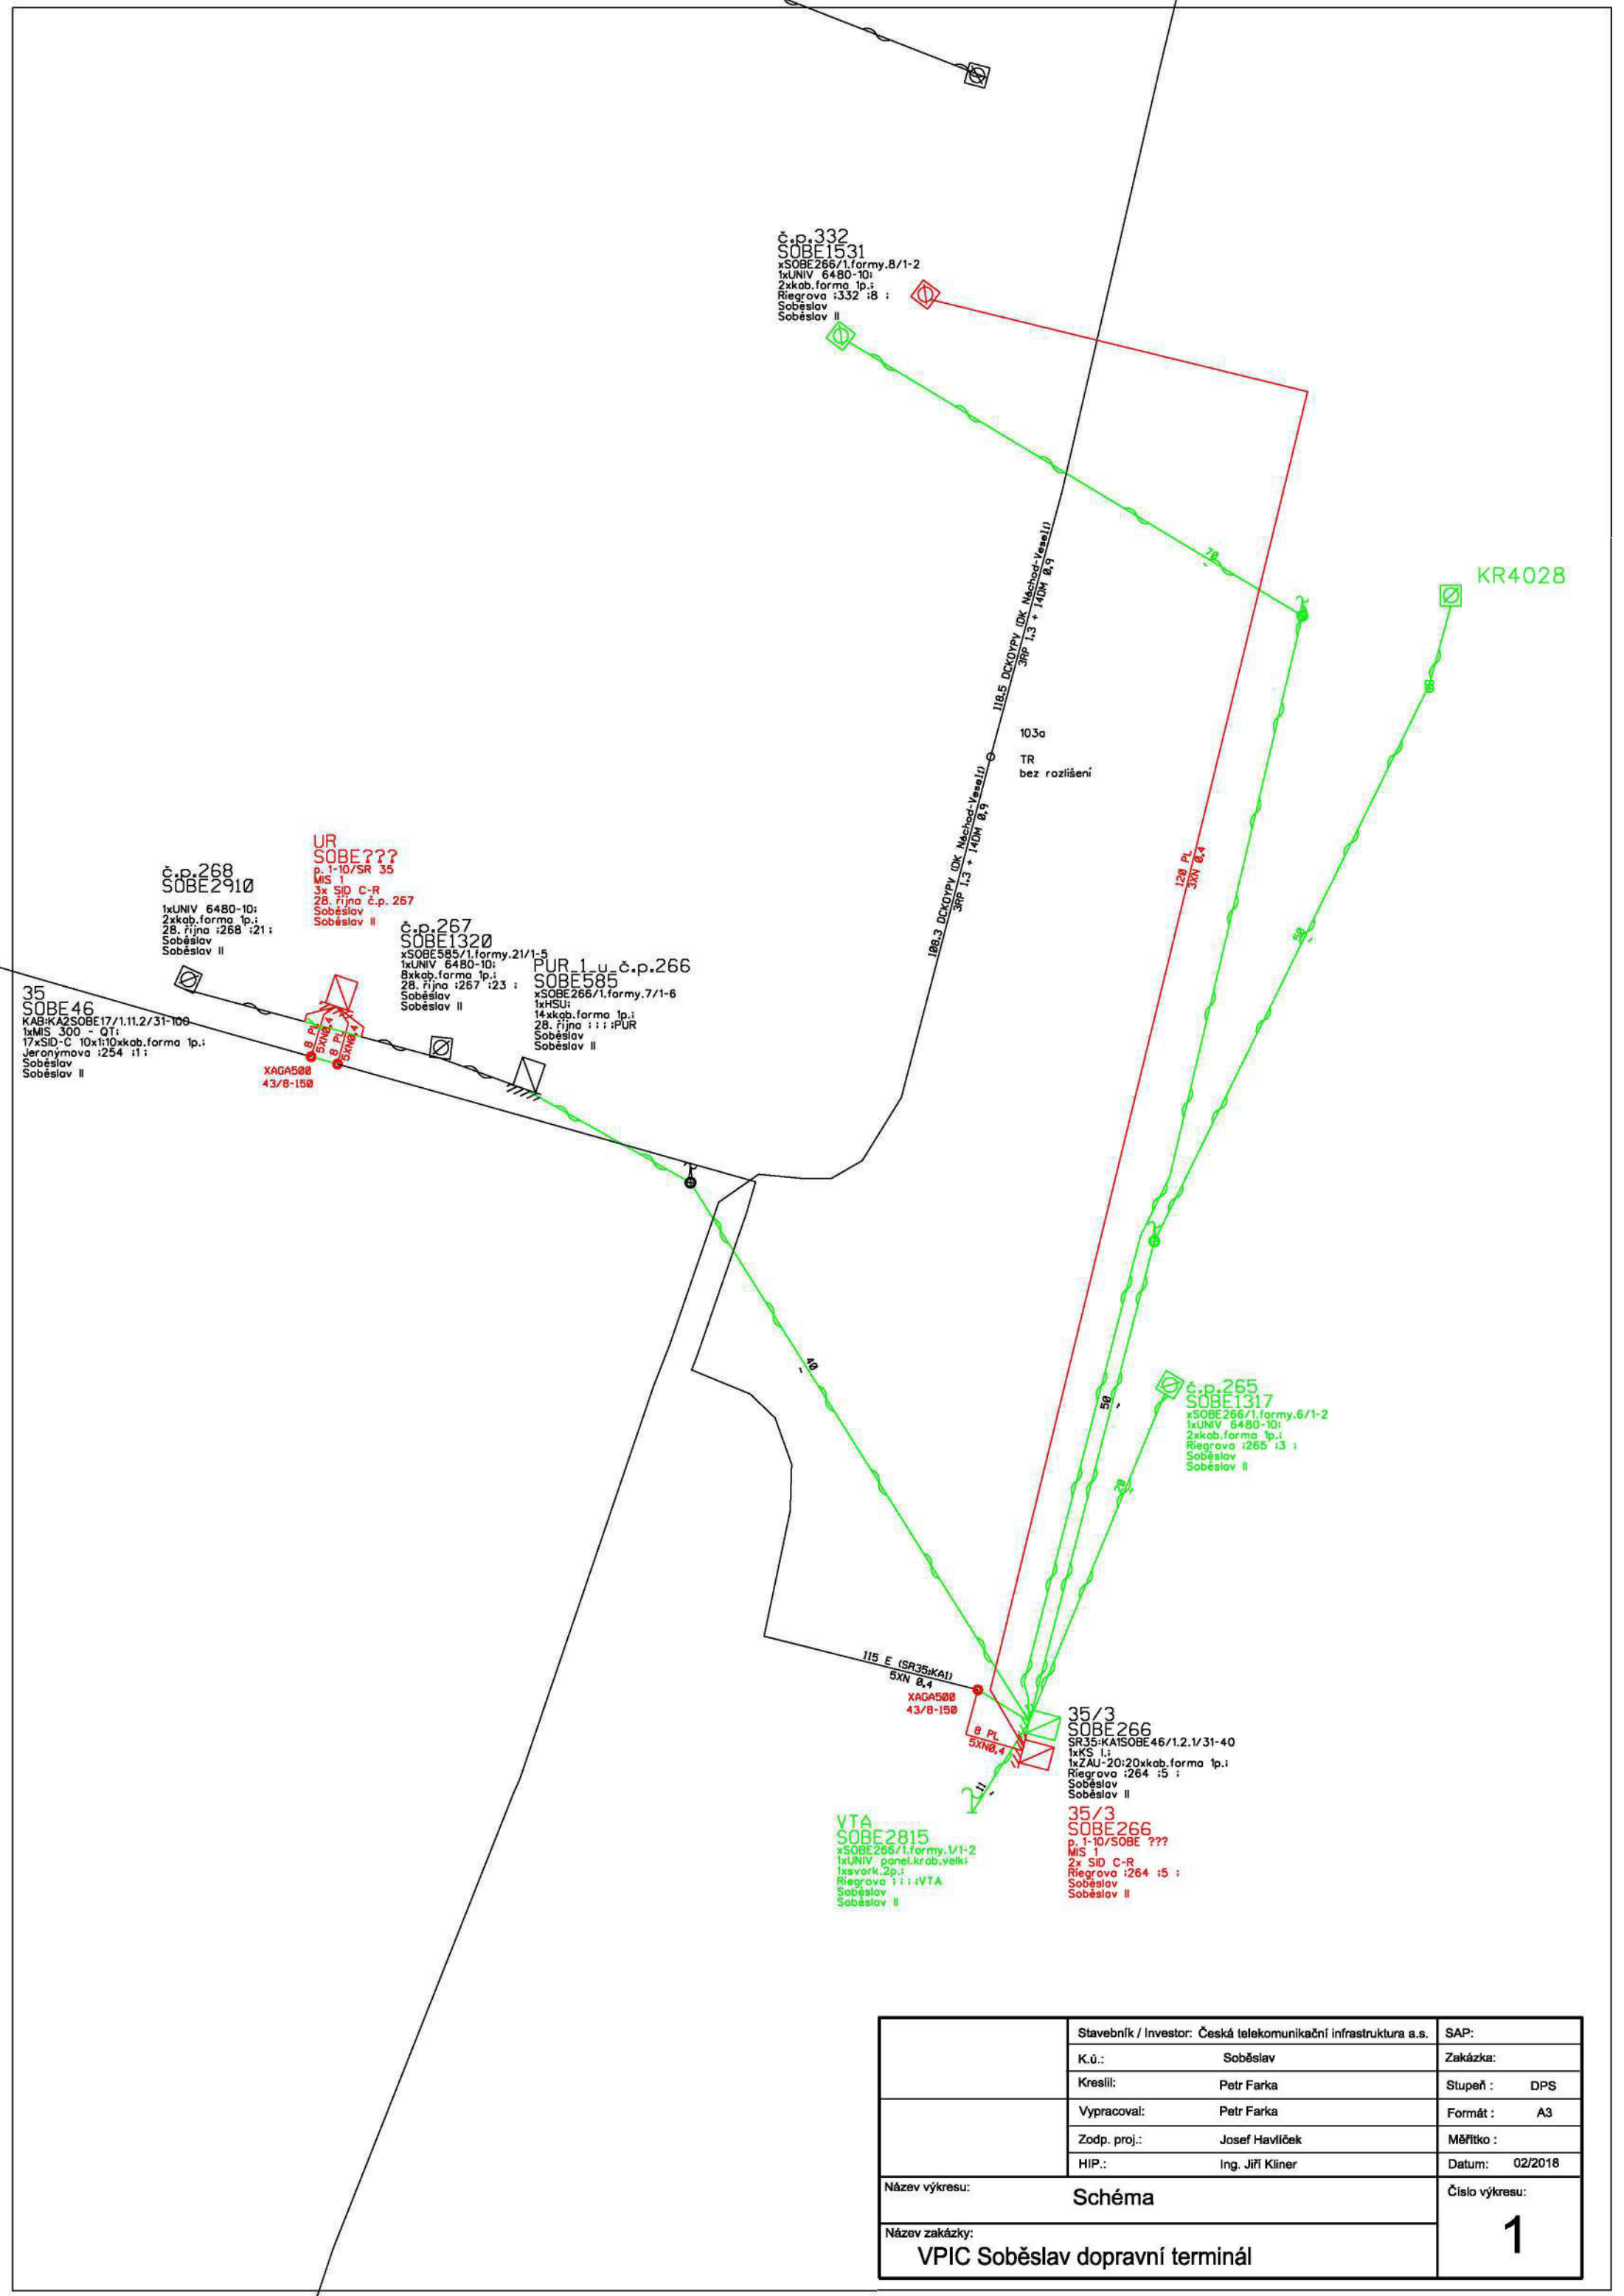 č.p.332
SOBE1531
xSOBE266/1.formy.8/1-2
1xUNIV 6480-10;
2xkab.forma 1p.;
Riegrova ;332 ;8 ;
Soběslav
Soběslav II
70
KR4028
118.5 DCKOYPV (DK Náchod-Veselí)
3RP 1.3 + 14DM 0,9
103a
TR
bez rozlišení
108.3 DCKOYPV (DK Náchod-Veselí)
3RP 1.3 + 14DM 0,9
120 PL
3XN 0,4
50
UR
SOBE???
p. 1-10/SR 35
MIS 1
3x SID C-R
28. října č.p. 267
Soběslav
Soběslav II
č.p.268
SOBE2910
1xUNIV 6480-10;
2xkab.forma 1p.;
28. října ;268 ;21 ;
Soběslav
Soběslav II
č.p.267
SOBE1320
xSOBE585/1.formy.21/1-5
1xUNIV 6480-10;
8xkab.forma 1p.;
28. října ;267 ;23 ;
Soběslav
Soběslav II
PUR_1_u_č.p.266
SOBE585
xSOBE266/1.formy.7/1-6
1xHSU;
14xkab.forma 1p.;
28. října ; ; ; ;PUR
Soběslav
Soběslav II
35
SOBE46
KAB:KA2SOBE17/1.11.2/31-100
1xMIS 300 - QT;
17xSID-C 10x1;10xkab.forma 1p.;
Jeronýmova ;254 ;1 ;
Soběslav
Soběslav II
8 PL
5XN0,4
8 PL
5XN0,4
XAGA500
43/8-150
40
50
č.p.265
SOBE1317
xSOBE266/1.formy.6/1-2
1xUNIV 6480-10;
2xkab.forma 1p.;
Riegrova ;265 ;3 ;
Soběslav
Soběslav II
20
115 E (SR35:KA1)
5XN 0,4
XAGA500
43/8-150
8 PL
5XN0,4
11
35/3
SOBE266
SR35:KA1SOBE46/1.2.1/31-40
1xKS I.;
1xZAU-20;20xkab.forma 1p.;
Riegrova ;264 ;5 ;
Soběslav
Soběslav II
35/3
SOBE266
p. 1-10/SOBE ???
MIS 1
2x SID C-R
Riegrova ;264 ;5 ;
Soběslav
Soběslav II
VTA
SOBE2815
xSOBE266/1.formy.1/1-2
1xUNIV panel.krab.velk;
1xsvork.2p.;
Riegrova ; ; ; ;VTA
Soběslav
Soběslav II
Stavebník / Investor: Česká telekomunikační infrastruktura a.s. SAP:
K.ú.: Soběslav Zakázka:
Kreslil: Petr Farka Stupeň : DPS
Vypracoval: Petr Farka Formát : A3
Zodp. proj.: Josef Havlíček Měřítko :
HIP.: Ing. Jiří Kliner Datum: 02/2018
Název výkresu: Schéma Číslo výkresu:
1
Název zakázky:
VPIC Soběslav dopravní terminál